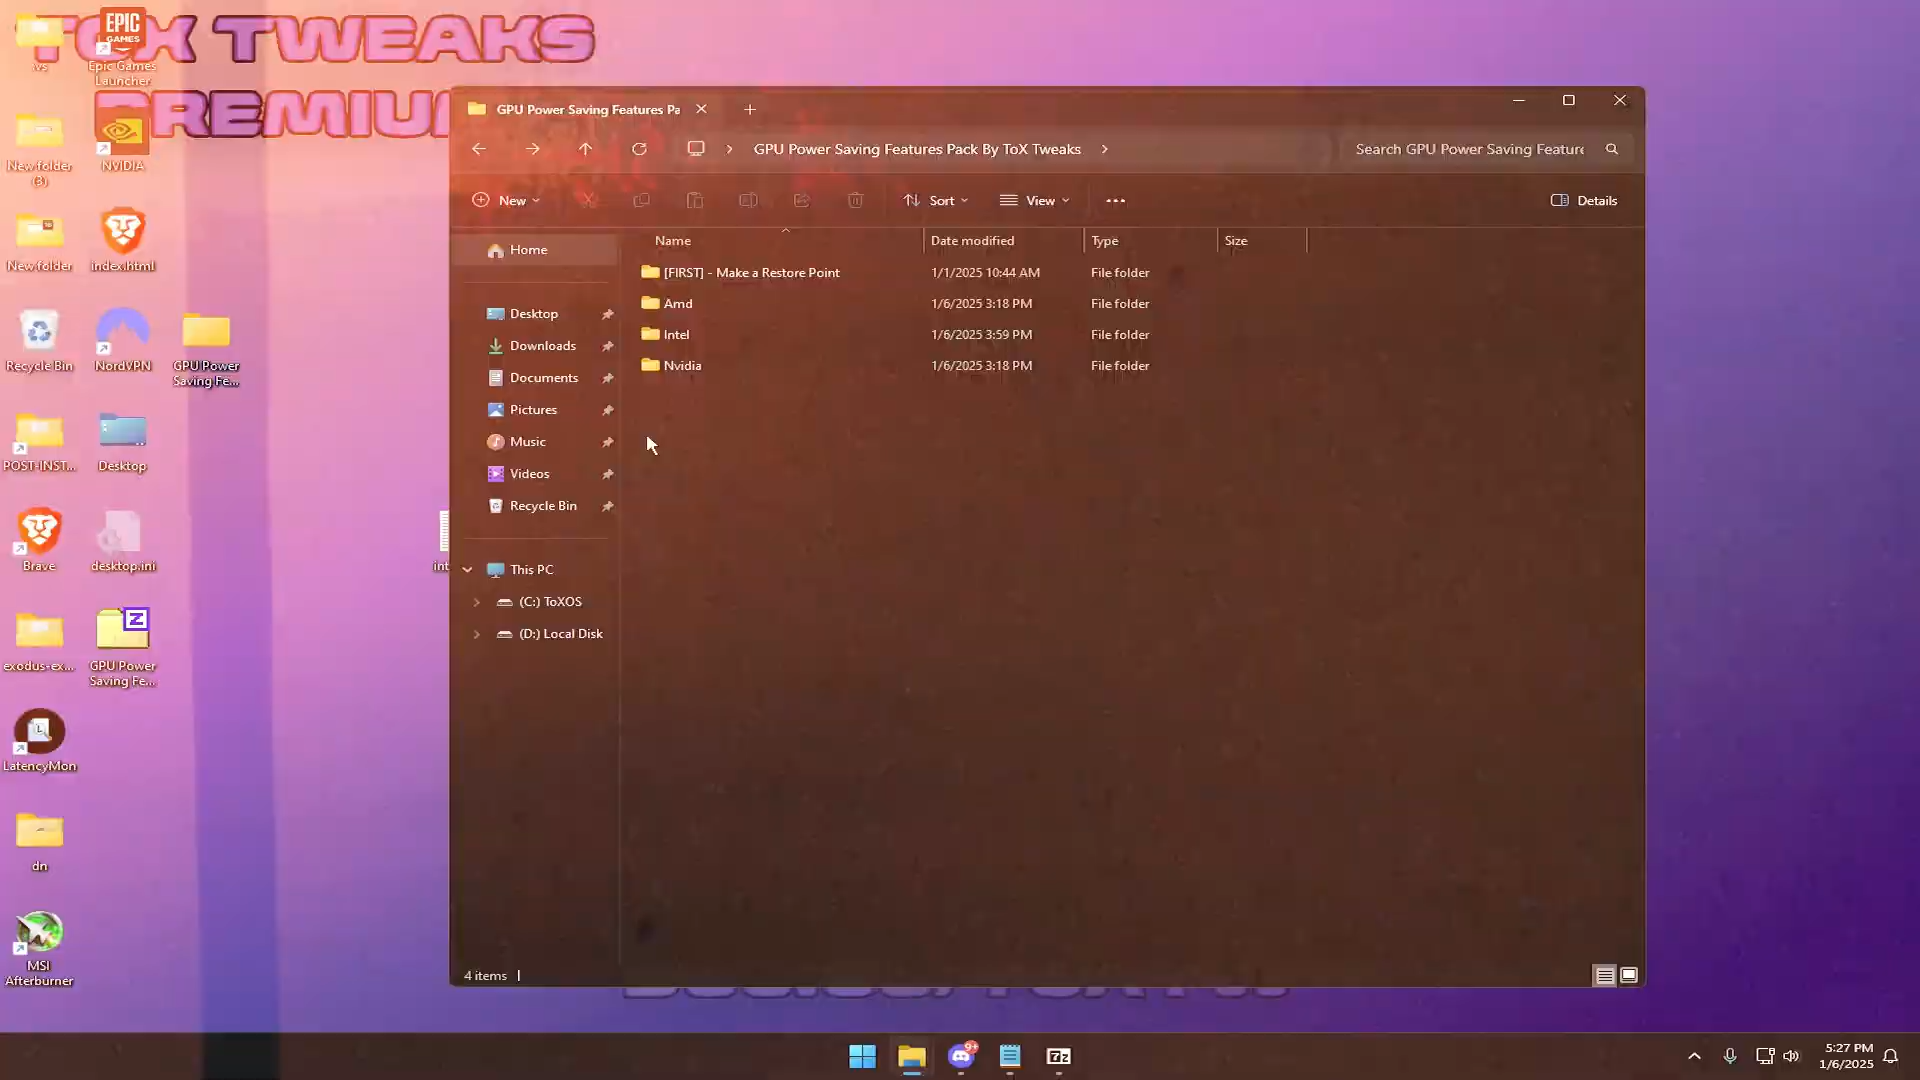 TOX TWEAKS
PREMIU
.vs
Epic Games
Launcher
New folder
(3)
NVIDIA
New folder
index.html
Recycle Bin
NordVPN
GPU Power
Saving Fe...
POST-INST...
Desktop
Brave
desktop.ini
int
exodus-ex...
GPU Power
Saving Fe...
LatencyMon
dn
MSI
Afterburner
GPU Power Saving Features Pa
GPU Power Saving Features Pack By ToX Tweaks
Search GPU Power Saving Feature
New
Sort
View
Details
Name
Date modified
Type
Size
Home
Desktop
Downloads
Documents
Pictures
Music
Videos
Recycle Bin
This PC
(C:) ToXOS
(D:) Local Disk
[FIRST] - Make a Restore Point 1/1/2025 10:44 AM File folder
Amd 1/6/2025 3:18 PM File folder
Intel 1/6/2025 3:59 PM File folder
Nvidia 1/6/2025 3:18 PM File folder
4 items
9+
7z
5:27 PM
1/6/2025